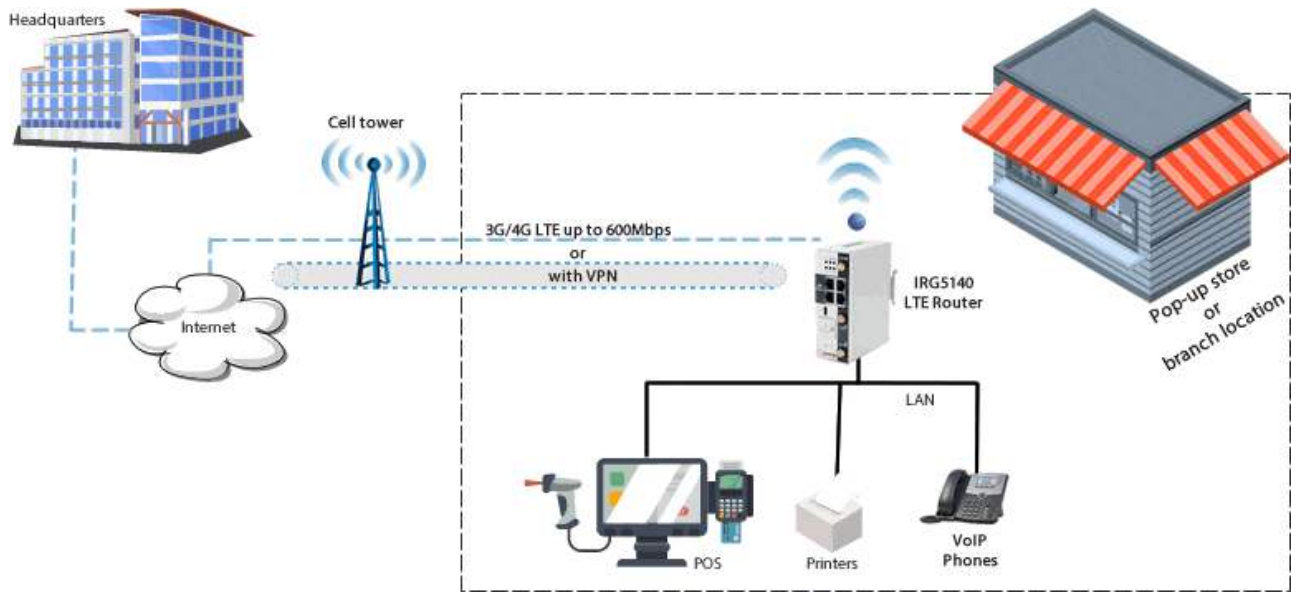 Headquarters
Cell tower
3G/4G LTE up to 600Mbps
or
with VPN
Internet
IRG5140
LTE Router
Pop-up store
or
branch location
LAN
POS
Printers
VoIP
Phones